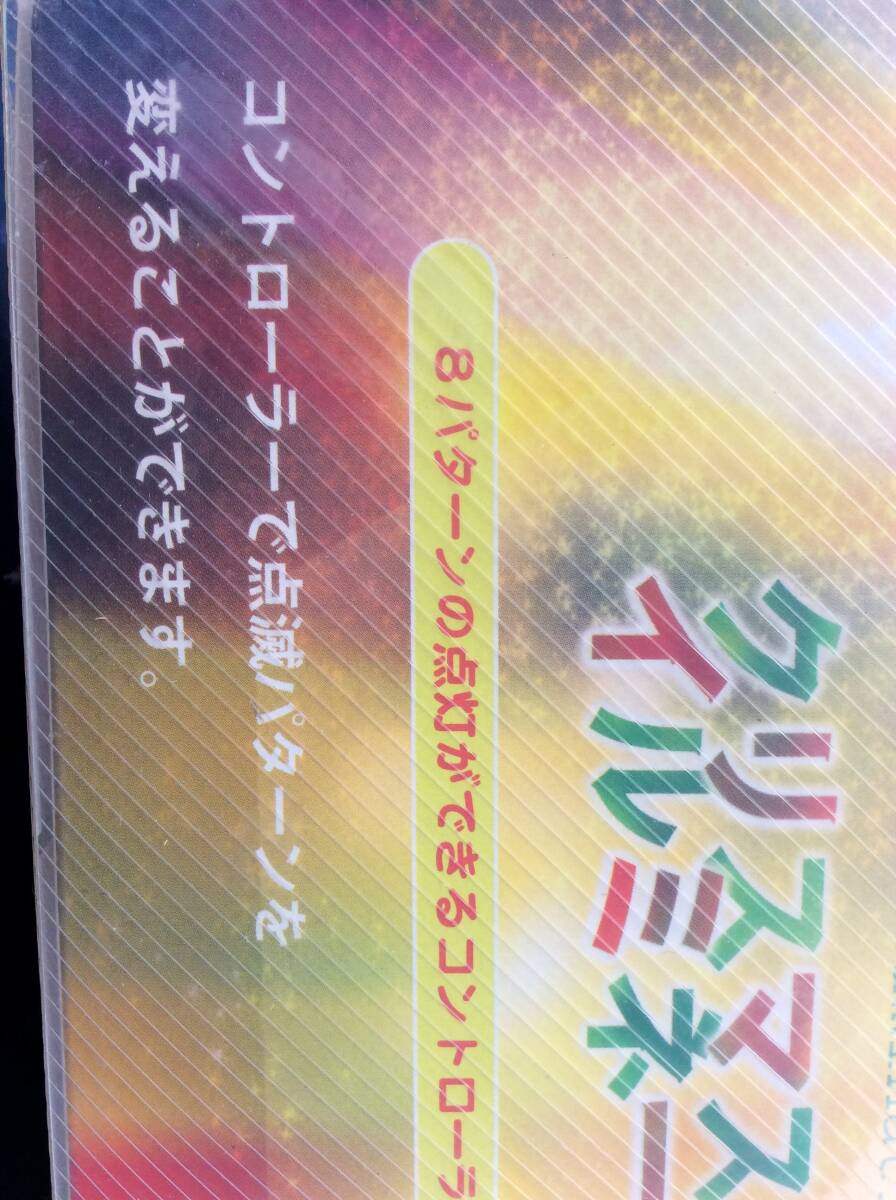 クリスマス
イルミネー
8パターンの点灯ができるコントローラ
コントローラーで点滅パターンを
変えることができます。